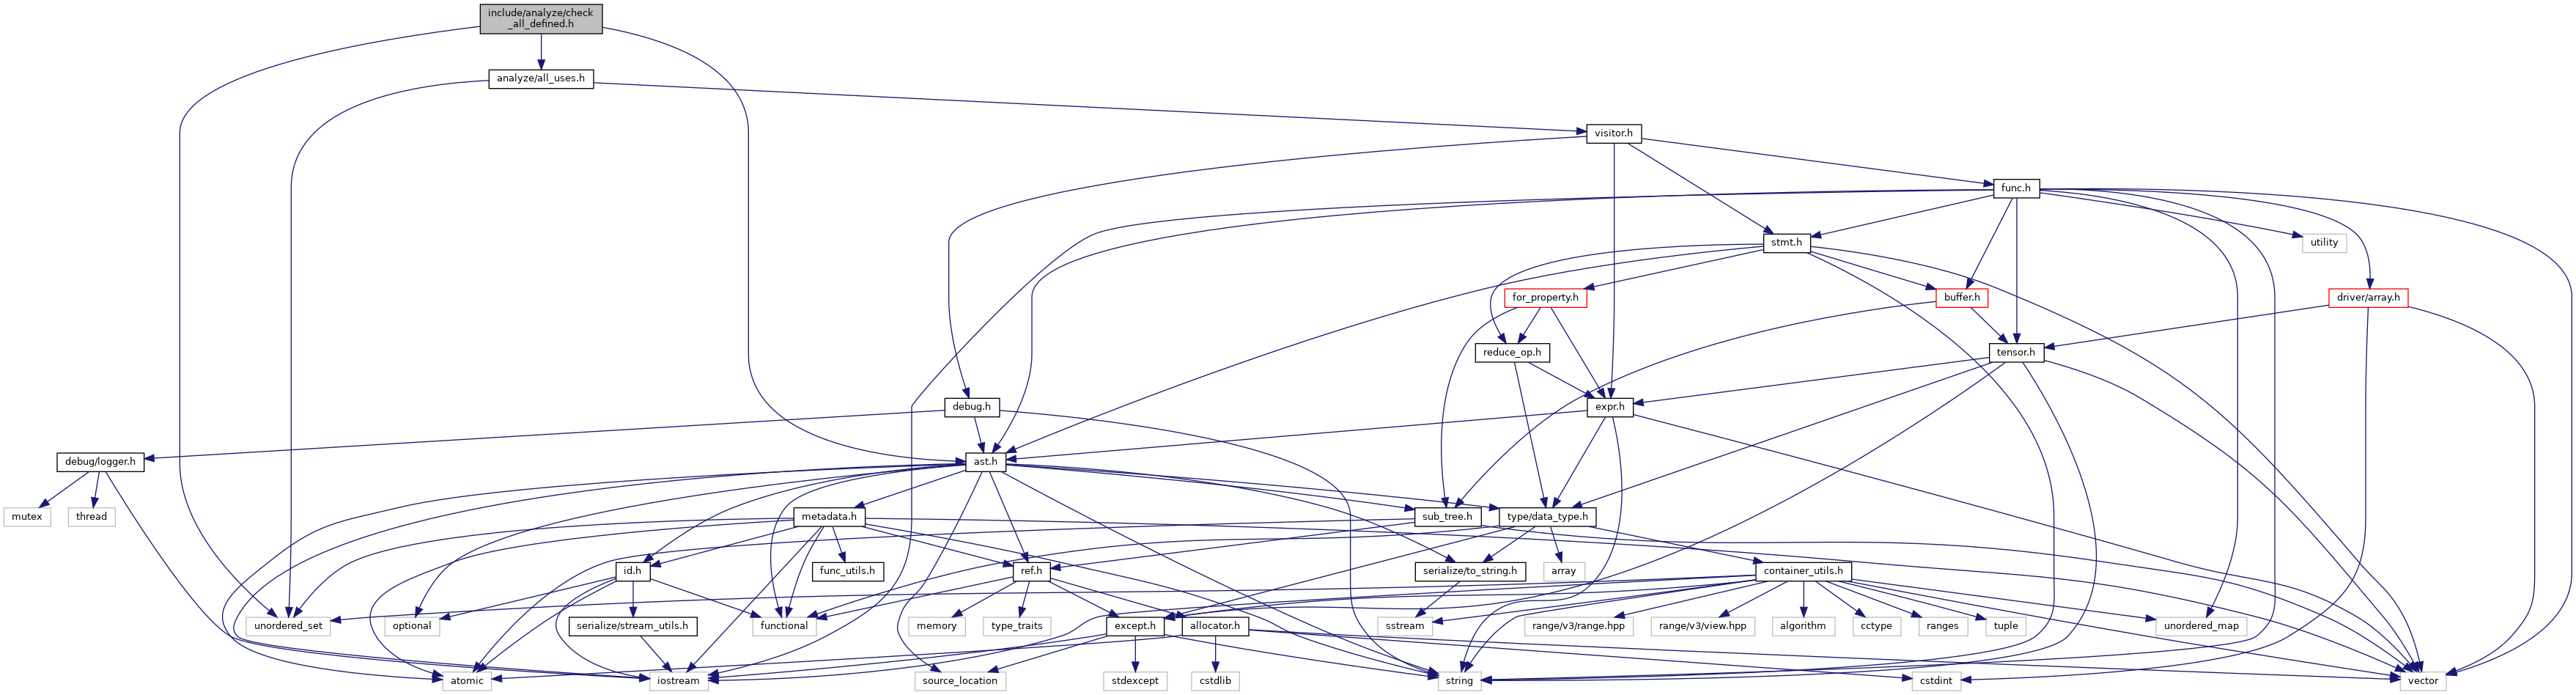 include/analyze/check
_all_defined.h
analyze/all_uses.h
visitor.h
func.h
stmt.h
utility
for_property.h
buffer.h
driver/array.h
reduce_op.h
tensor.h
debug.h
expr.h
debug/logger.h
ast.h
mutex
thread
metadata.h
sub_tree.h
type/data_type.h
id.h
func_utils.h
ref.h
serialize/to_string.h
array
container_utils.h
unordered_set
optional
serialize/stream_utils.h
functional
memory
type_traits
except.h
allocator.h
sstream
range/v3/range.hpp
range/v3/view.hpp
algorithm
cctype
ranges
tuple
unordered_map
atomic
iostream
source_location
stdexcept
cstdlib
string
cstdint
vector